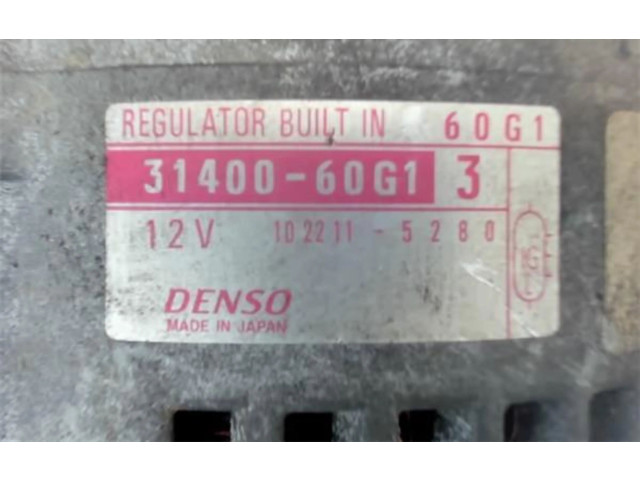 REGULATOR BUILT IN 60G1
31400-60G1 3
12V 102211-5280
DENSO
MADE IN JAPAN